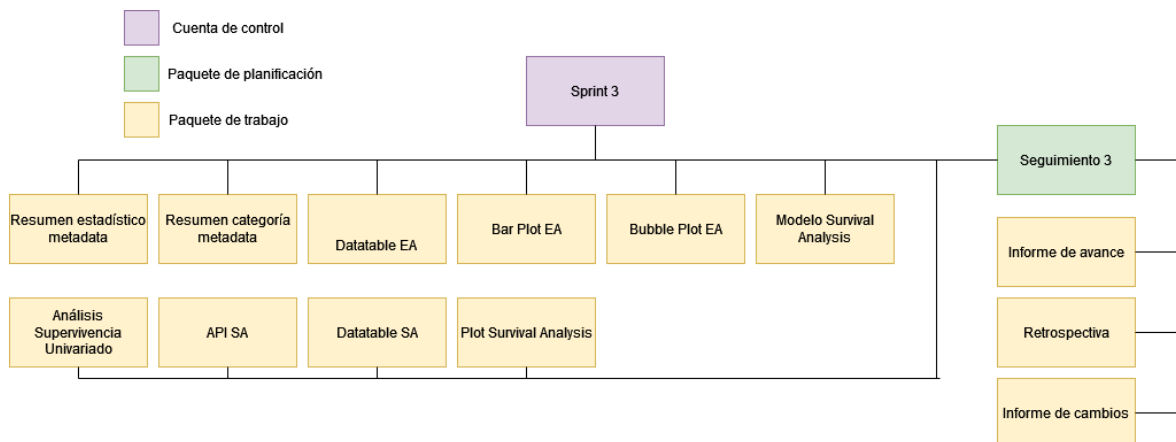 Cuenta de control
Paquete de planificación
Paquete de trabajo
Sprint 3
Seguimiento 3
Resumen estadístico
metadata
Resumen categoría
metadata
Datatable EA
Bar Plot EA
Bubble Plot EA
Modelo Survival
Analysis
Informe de avance
Análisis
Supervivencia
Univariado
API SA
Datatable SA
Plot Survival Analysis
Retrospectiva
Informe de cambios